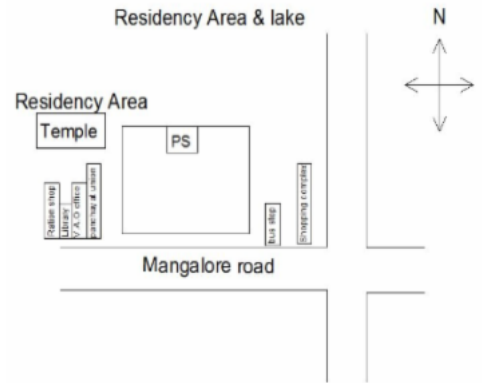 Residency Area & lake
N
Residency Area
Temple
PS
Ration shop
Library
V.A.O office
panchayat union
bus stop
Shopping complex
Mangalore road